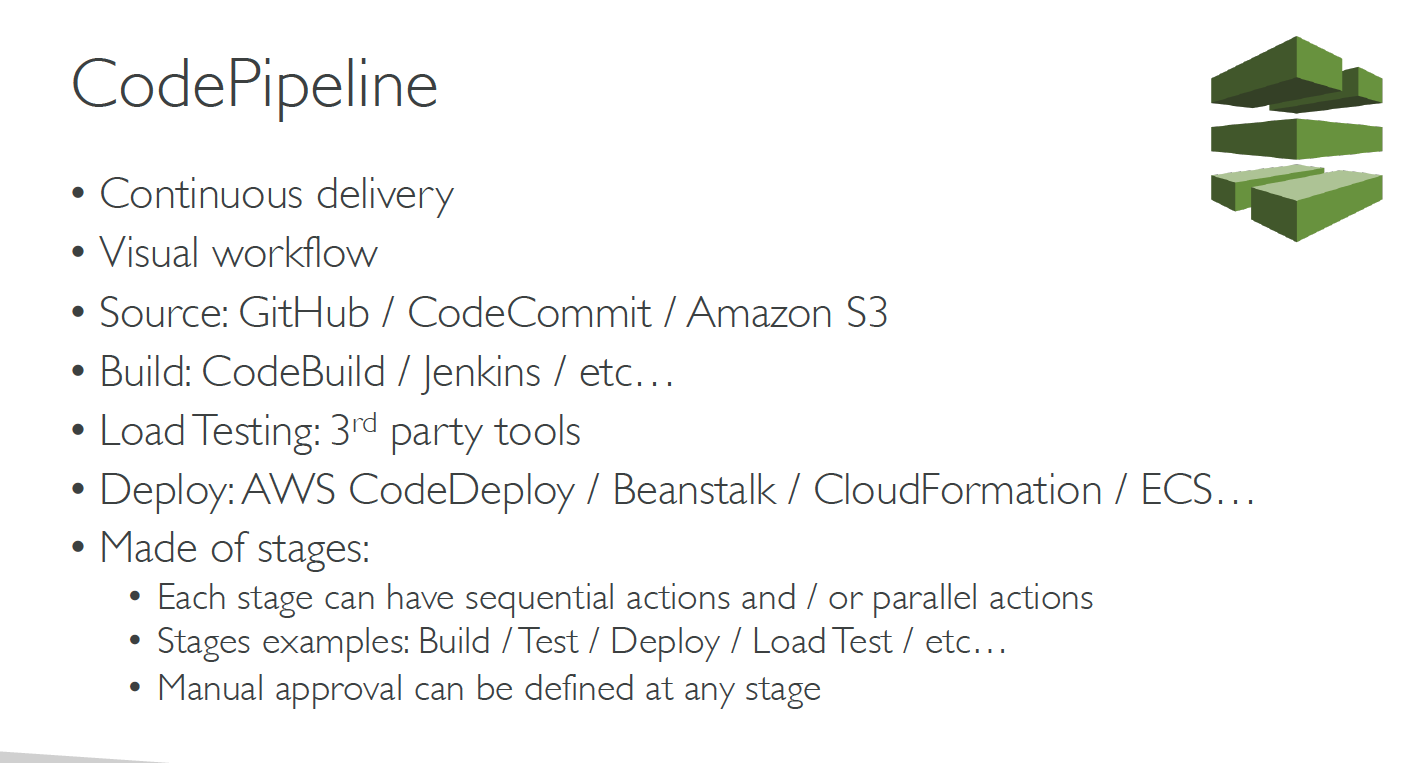 CodePipeline
• Continuous delivery
• Visual workflow
• Source: GitHub / CodeCommit / Amazon S3
• Build: CodeBuild / Jenkins / etc…
• Load Testing: 3rd party tools
• Deploy: AWS CodeDeploy / Beanstalk / CloudFormation / ECS…
• Made of stages:
• Each stage can have sequential actions and / or parallel actions
• Stages examples: Build / Test / Deploy / Load Test / etc…
• Manual approval can be defined at any stage